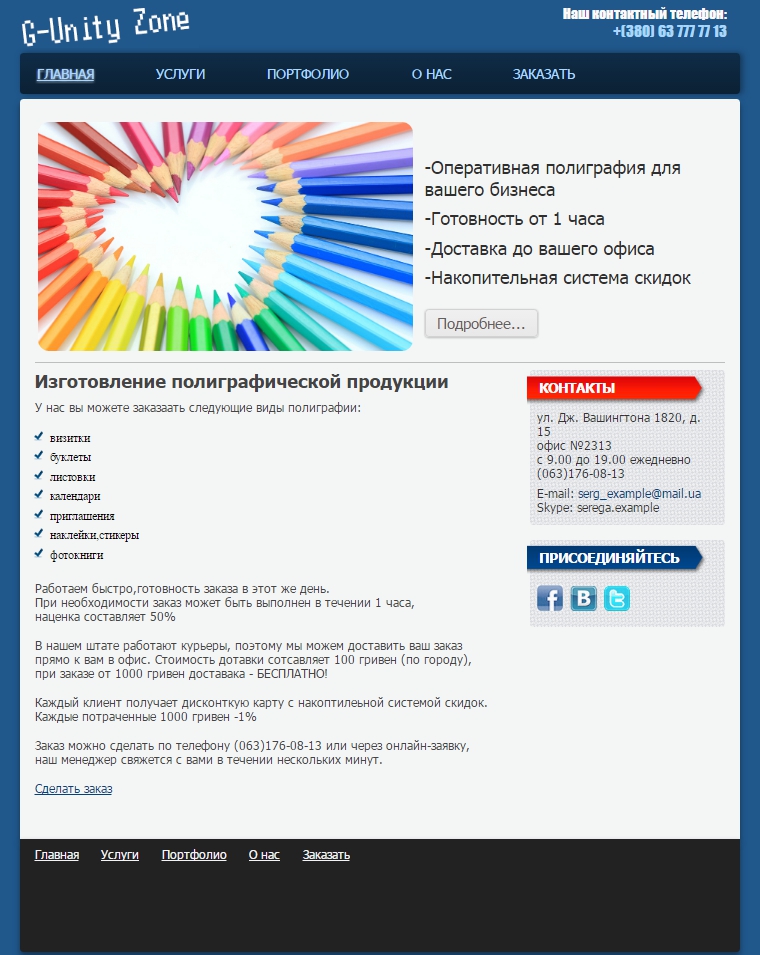 G-Unity Zone
Наш контактный телефон:
+(380) 63 777 77 13
ГЛАВНАЯ УСЛУГИ ПОРТФОЛИО О НАС ЗАКАЗАТЬ
-Оперативная полиграфия для
вашего бизнеса
-Готовность от 1 часа
-Доставка до вашего офиса
-Накопительная система скидок
Подробнее...
Изготовление полиграфической продукции
У нас вы можете заказаать следующие виды полиграфии:
визитки
буклеты
листовки
календари
приглашения
наклейки,стикеры
фотокниги
Работаем быстро,готовность заказа в этот же день.
При необходимости заказ может быть выполнен в течении 1 часа,
наценка составляет 50%
В нашем штате работают курьеры, поэтому мы можем доставить ваш заказ
прямо к вам в офис. Стоимость дотавки сотсавляет 100 гривен (по городу),
при заказе от 1000 гривен доставака - БЕСПЛАТНО!
Каждый клиент получает дисконткую карту с накоптилеьной системой скидок.
Каждые потраченные 1000 гривен -1%
Заказ можно сделать по телефону (063)176-08-13 или через онлайн-заявку,
наш менеджер свяжется с вами в течении нескольких минут.
Сделать заказ
КОНТАКТЫ
ул. Дж. Вашингтона 1820, д.
15
офис №2313
с 9.00 до 19.00 ежедневно
(063)176-08-13
E-mail: serg_example@mail.ua
Skype: serega.example
ПРИСОЕДИНЯЙТЕСЬ
f В t
Главная Услуги Портфолио О нас Заказать